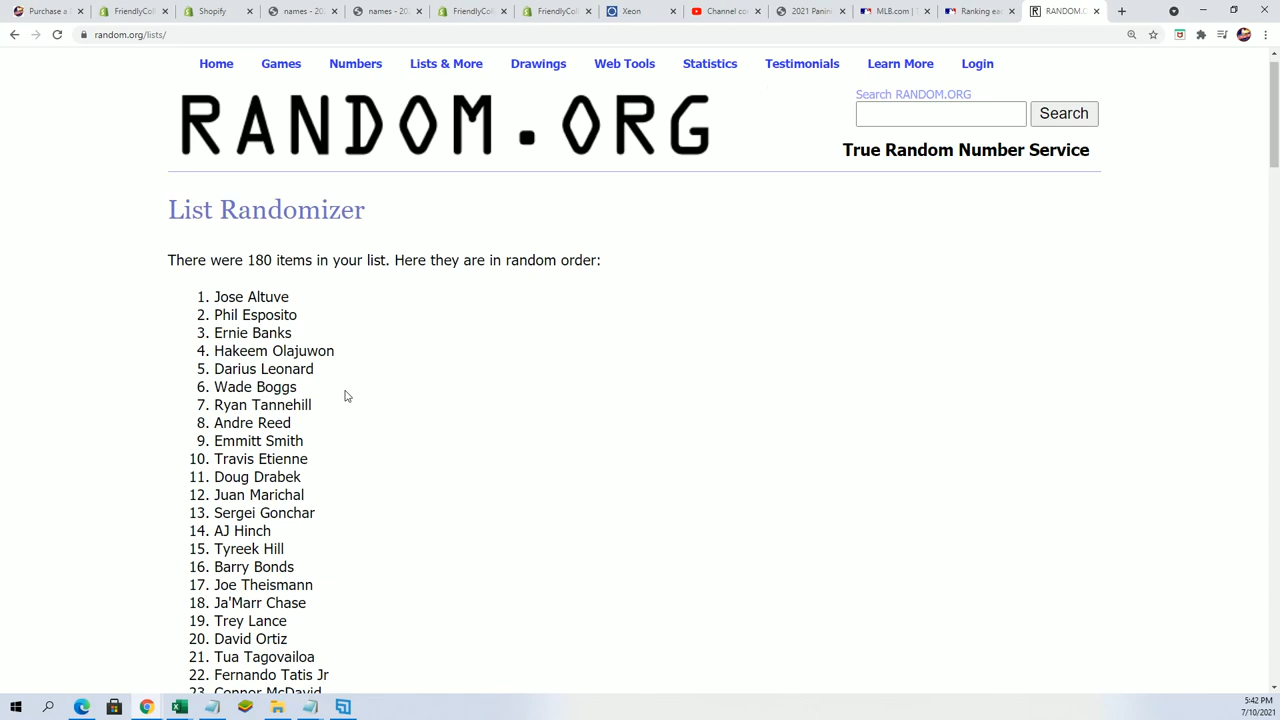 Purchase a
FriendlyColl
Shopify
names - 202
names - 202
FriendlyColl
FriendlyColl
Xeon
Channel co
2021 Panin
MLB.com | T
Ranking ea
RANDOM.O
random.org/lists/
Home Games Numbers Lists & More Drawings Web Tools Statistics Testimonials Learn More Login
RANDOM.ORG
Search RANDOM.ORG
Search
True Random Number Service
List Randomizer
There were 180 items in your list. Here they are in random order:
1. Jose Altuve
2. Phil Esposito
3. Ernie Banks
4. Hakeem Olajuwon
5. Darius Leonard
6. Wade Boggs
7. Ryan Tannehill
8. Andre Reed
9. Emmitt Smith
10. Travis Etienne
11. Doug Drabek
12. Juan Marichal
13. Sergei Gonchar
14. AJ Hinch
15. Tyreek Hill
16. Barry Bonds
17. Joe Theismann
18. Ja'Marr Chase
19. Trey Lance
20. David Ortiz
21. Tua Tagovailoa
22. Fernando Tatis Jr
23. Connor McDavid
5:42 PM
7/10/2021